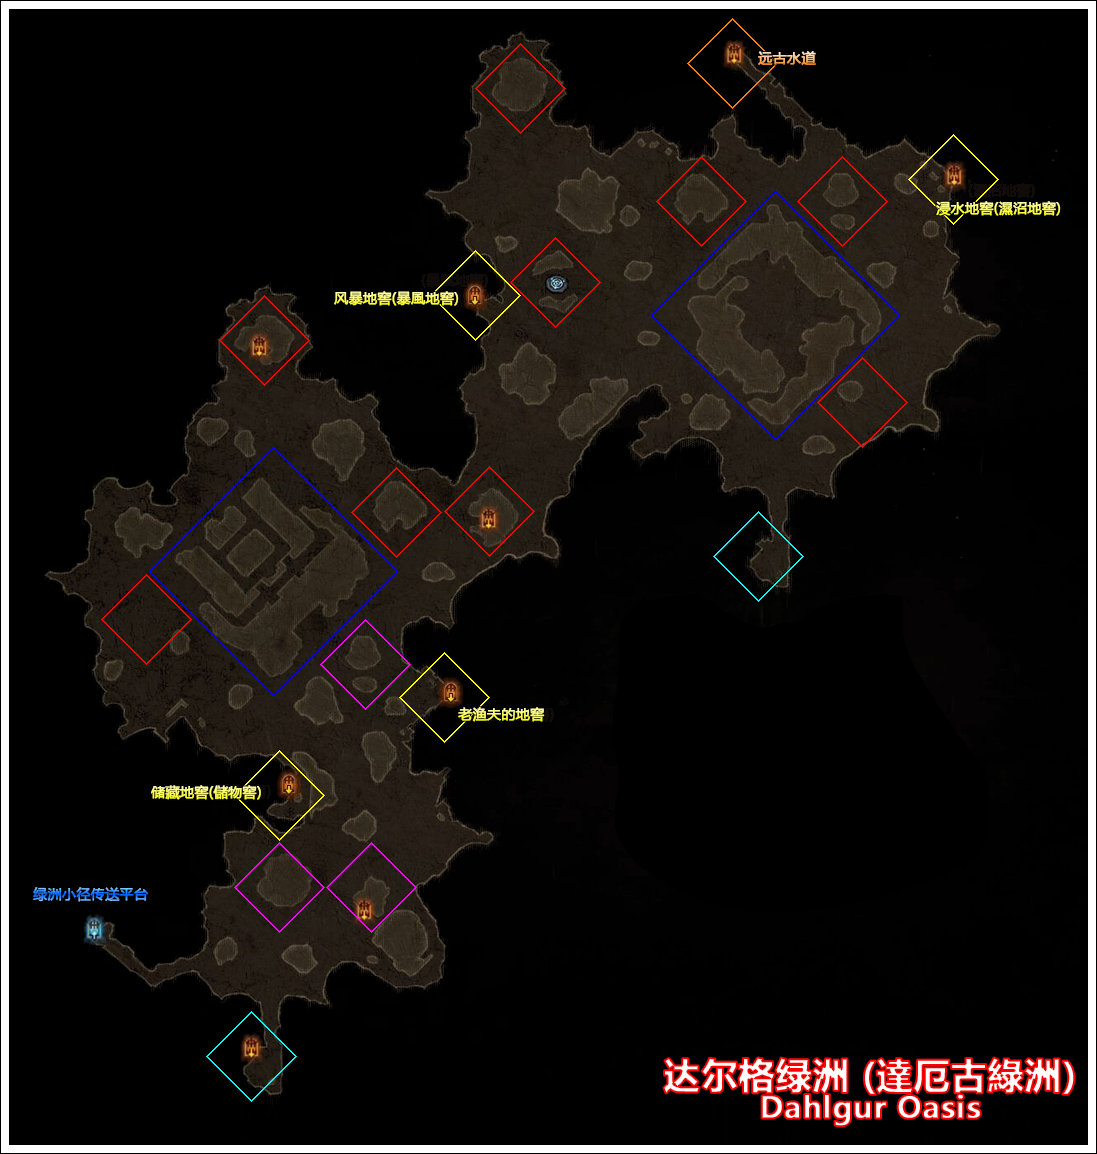 远古水道
浸水地窖(濕沼地窖)
风暴地窖(暴風地窖)
老渔夫的地窖
储藏地窖(儲物窖)
绿洲小径传送平台
达尔格绿洲 (達厄古綠洲)
Dahlgur Oasis